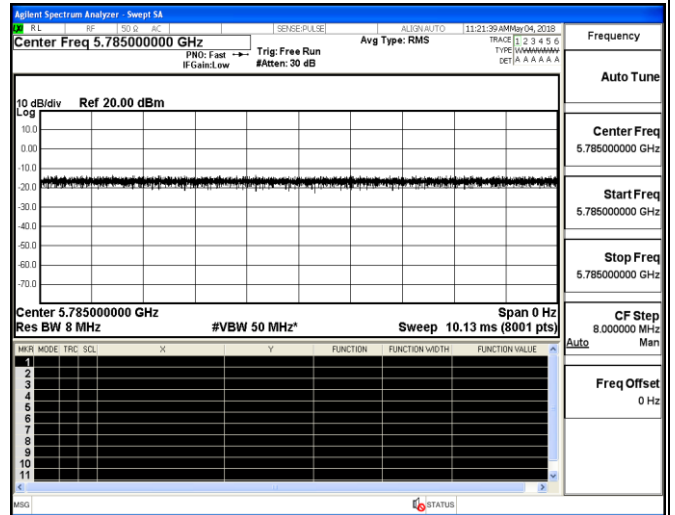 Agilent Spectrum Analyzer - Swept SA
RL RF 50 Ω AC SENSE:PULSE ALIGN AUTO 11:21:39 AM May 04, 2018
Center Freq 5.785000000 GHz Avg Type: RMS TRACE 1 2 3 4 5 6
PNO: Fast Trig: Free Run TYPE
IFGain:Low #Atten: 30 dB DET A A A A A A
Frequency
Auto Tune
10 dB/div Ref 20.00 dBm
Log
10.0
0.00
-10.0
-20.0
-30.0
-40.0
-50.0
-60.0
-70.0
Center Freq
5.785000000 GHz
Start Freq
5.785000000 GHz
Stop Freq
5.785000000 GHz
Center 5.785000000 GHz Span 0 Hz
Res BW 8 MHz #VBW 50 MHz* Sweep 10.13 ms (8001 pts)
CF Step
8.000000 MHz
Auto Man
MKR MODE TRC SCL X Y FUNCTION FUNCTION WIDTH FUNCTION VALUE
1
2
3
4
5
6
7
8
9
10
11
Freq Offset
0 Hz
MSG STATUS